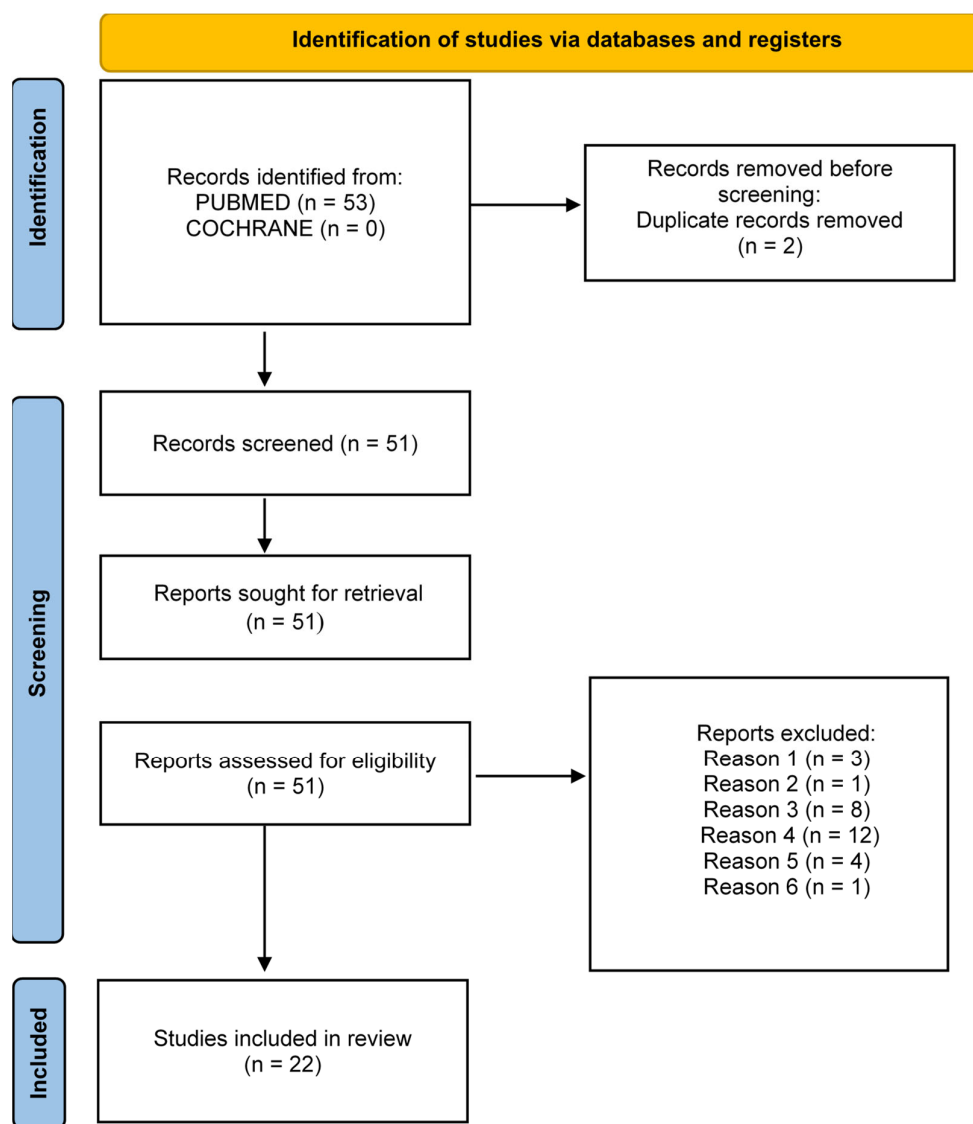 Identification of studies via databases and registers
Identification
Records identified from:
PUBMED (n = 53)
COCHRANE (n = 0)
Records removed before
screening:
Duplicate records removed
(n = 2)
Screening
Records screened (n = 51)
Reports sought for retrieval
(n = 51)
Reports assessed for eligibility
(n = 51)
Reports excluded:
Reason 1 (n = 3)
Reason 2 (n = 1)
Reason 3 (n = 8)
Reason 4 (n = 12)
Reason 5 (n = 4)
Reason 6 (n = 1)
Included
Studies included in review
(n = 22)